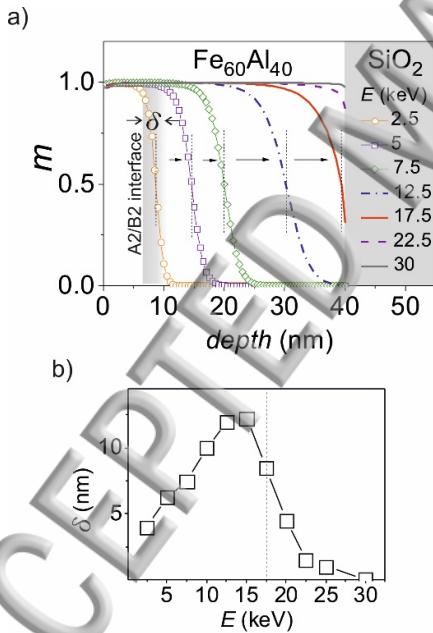 a)
Fe60Al40
SiO2
E (keV)
2.5
5
7.5
12.5
17.5
22.5
30
1.0
0.5
0.0
m
δ
A2/B2 interface
0 10 20 30 40 50
depth (nm)
b)
10
5
δ (nm)
5 10 15 20 25 30
E (keV)
CEPTED M